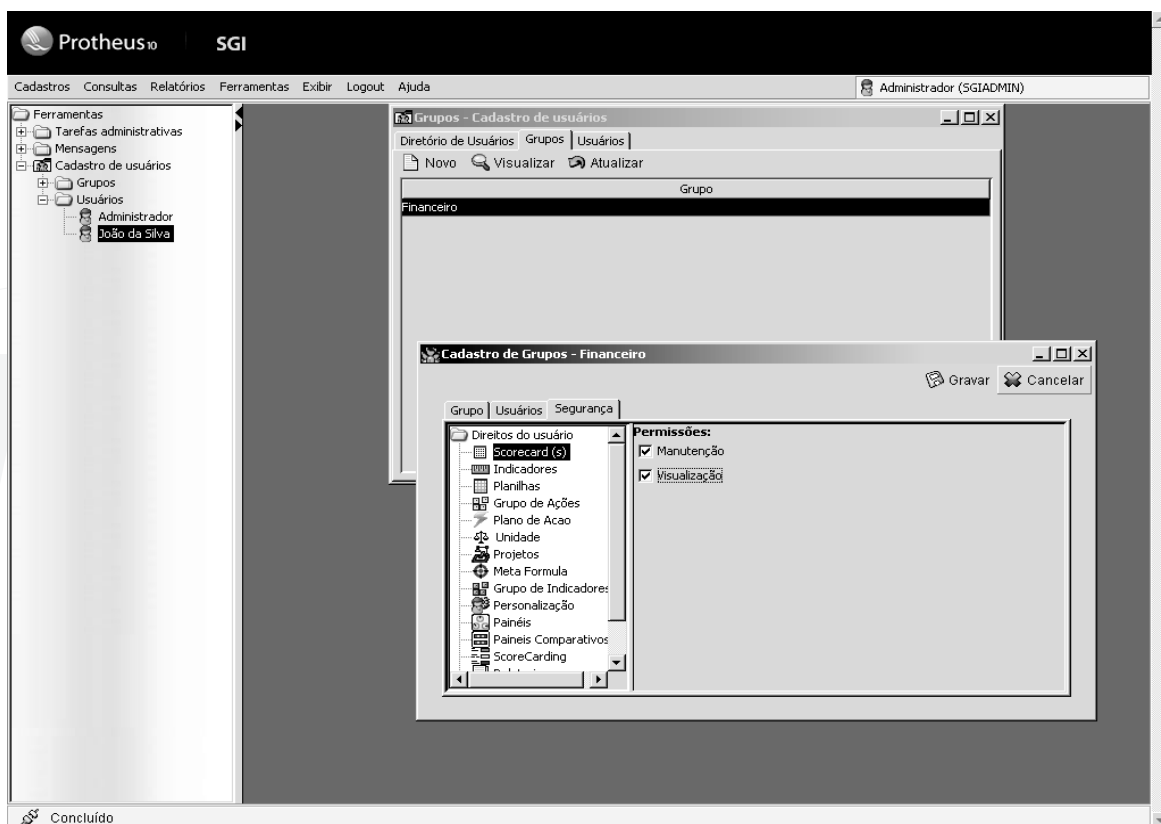 Protheus10 SGI
Cadastros Consultas Relatórios Ferramentas Exibir Logout Ajuda
Administrador (SGIADMIN)
Ferramentas
Tarefas administrativas
Mensagens
Cadastro de usuários
Grupos
Usuários
Administrador
João da Silva
Grupos - Cadastro de usuários
Diretório de Usuários Grupos Usuários
Novo Visualizar Atualizar
Grupo
Financeiro
Cadastro de Grupos - Financeiro
Gravar Cancelar
Grupo Usuários Segurança
Direitos do usuário
Scorecard (s)
Indicadores
Planilhas
Grupo de Ações
Plano de Acao
Unidade
Projetos
Meta Formula
Grupo de Indicadores
Personalização
Painéis
Paineis Comparativos
ScoreCarding
Permissões:
Manutenção
Visualização
Concluído